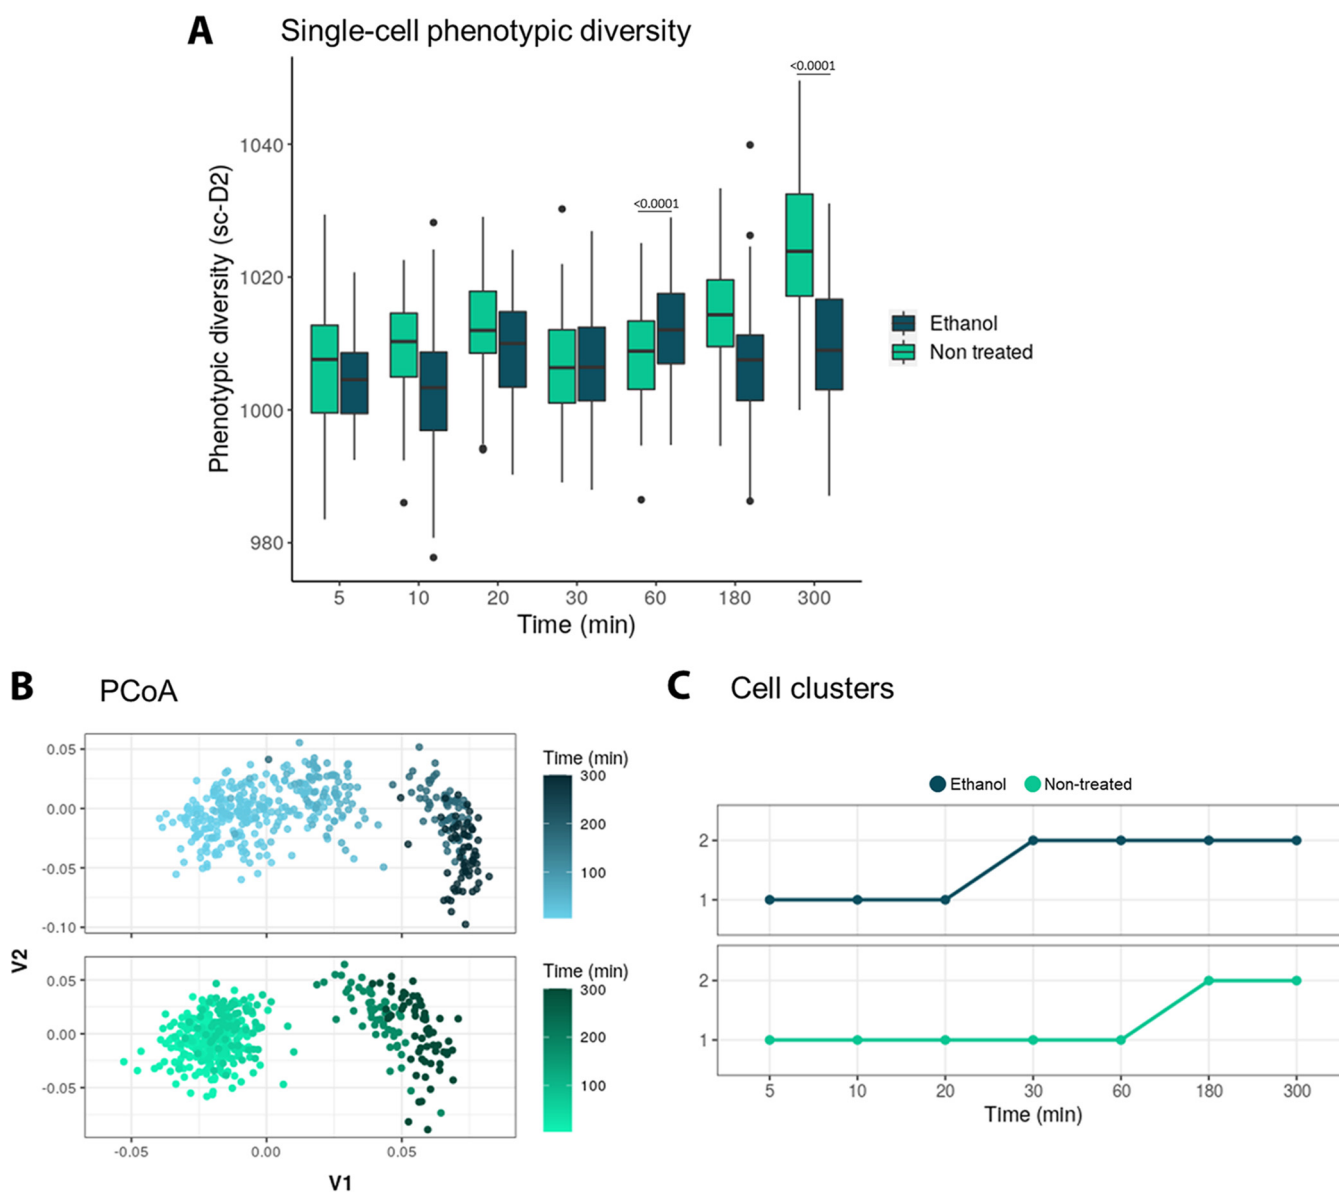 A Single-cell phenotypic diversity
<0.0001
1040
<0.0001
Phenotypic diversity (sc-D2)
1020
1000
980
Ethanol
Non treated
5 10 20 30 60 180 300
Time (min)
B PCoA
0.05
0.00
-0.05
-0.10
Time (min)
300
200
100
V2
0.05
0.00
-0.05
Time (min)
300
200
100
-0.05 0.00 0.05
V1
C Cell clusters
Ethanol Non-treated
2
1
2
1
5 10 20 30 60 180 300
Time (min)